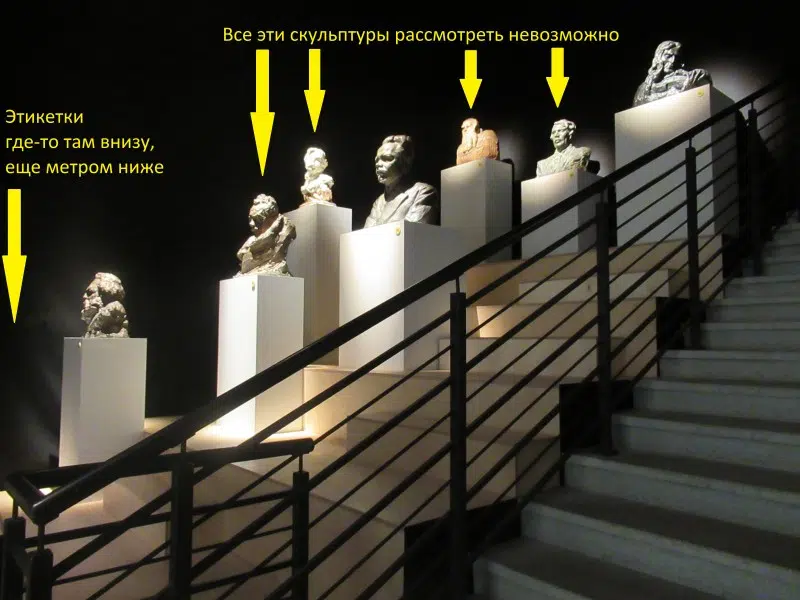 Все эти скульптуры рассмотреть невозможно
Этикетки
где-то там внизу,
еще метром ниже